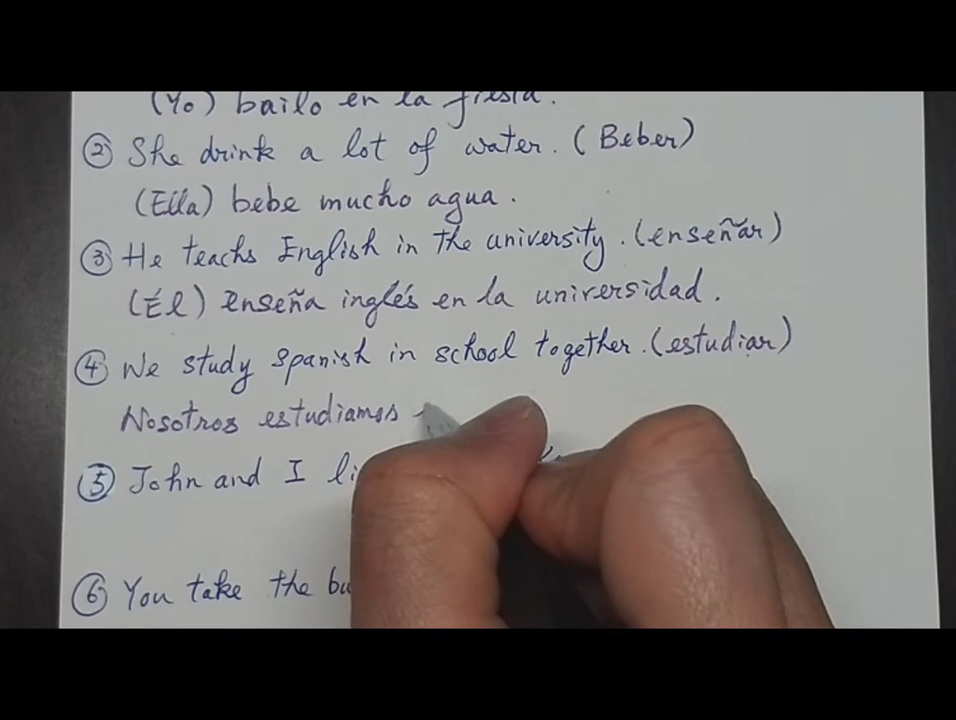 (Yo) bailo en la fiesta.
② She drink a lot of water. (Beber)
(Ella) bebe mucho agua.
③ He teachs English in the university. (enseñar)
(Él) enseña inglés en la universidad.
④ We study Spanish in school together. (estudiar)
Nosotros estudiamos
⑤ John and I
⑥ You take the